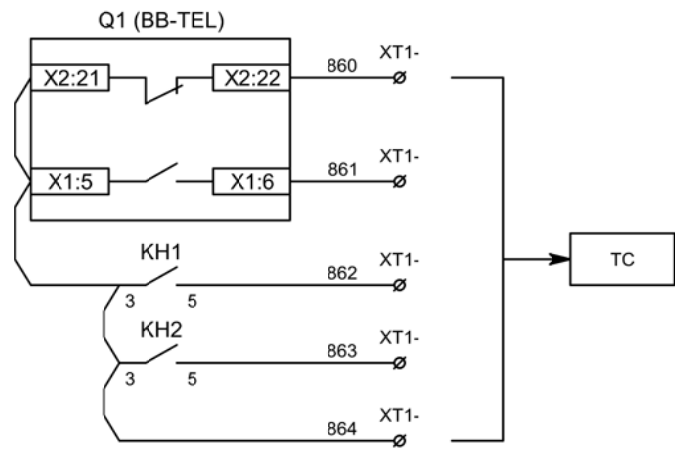 Q1 (BB-TEL)
X2:21 X2:22 860 XT1-
X1:5 X1:6 861 XT1-
KH1 862 XT1-
3 5
KH2 863 XT1-
3 5
864 XT1-
TC